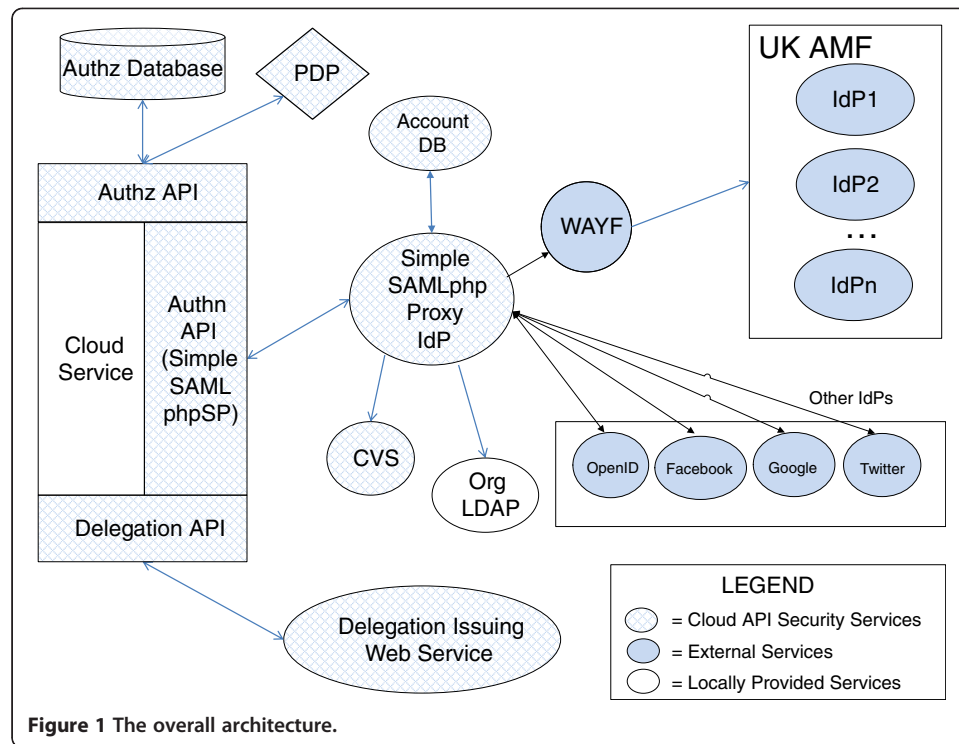 Authz Database
PDP
Account
DB
UK AMF
IdP1
IdP2
...
IdPn
Authz API
WAYF
Simple
SAMLphp
Proxy
IdP
Cloud
Service
Authn
API
(Simple
SAML
phpSP)
Other IdPs
OpenID
Facebook
Google
Twitter
CVS
Org
LDAP
Delegation API
Delegation Issuing
Web Service
LEGEND
= Cloud API Security Services
= External Services
= Locally Provided Services
Figure 1 The overall architecture.